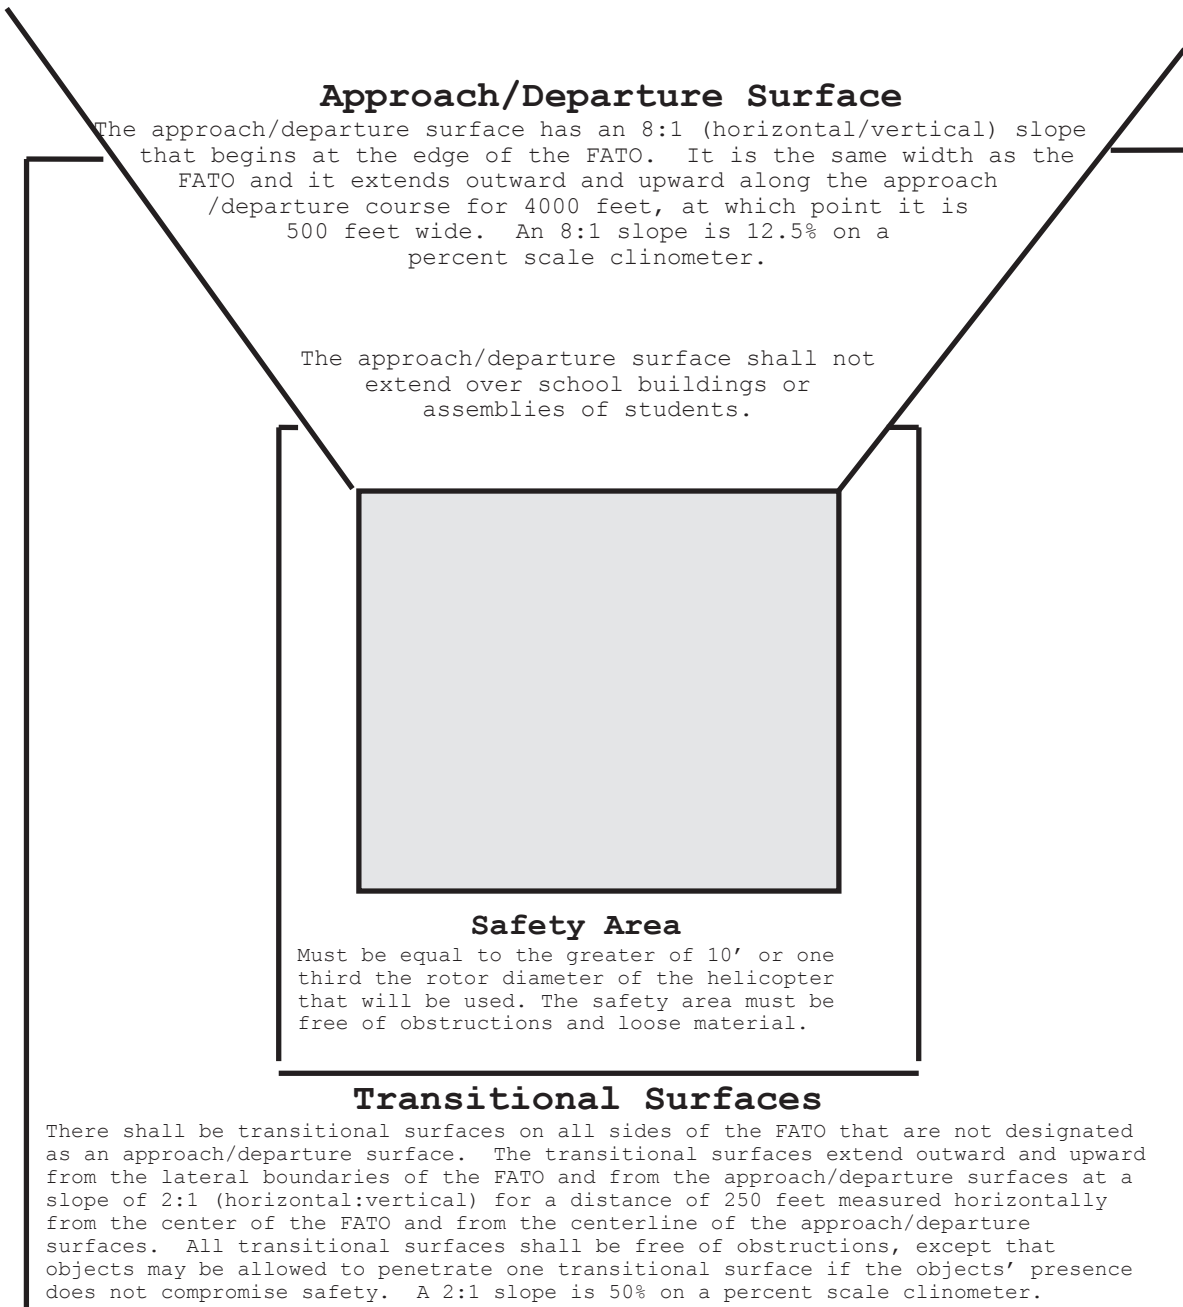 Approach/Departure Surface
The approach/departure surface has an 8:1 (horizontal/vertical) slope
that begins at the edge of the FATO.  It is the same width as the
FATO and it extends outward and upward along the approach
/departure course for 4000 feet, at which point it is
500 feet wide.  An 8:1 slope is 12.5% on a
percent scale clinometer.
The approach/departure surface shall not
extend over school buildings or
assemblies of students.
Safety Area
Must be equal to the greater of 10’ or one
third the rotor diameter of the helicopter
that will be used. The safety area must be
free of obstructions and loose material.
Transitional Surfaces
There shall be transitional surfaces on all sides of the FATO that are not designated
as an approach/departure surface.  The transitional surfaces extend outward and upward
from the lateral boundaries of the FATO and from the approach/departure surfaces at a
slope of 2:1 (horizontal:vertical) for a distance of 250 feet measured horizontally
from the center of the FATO and from the centerline of the approach/departure
surfaces.  All transitional surfaces shall be free of obstructions, except that
objects may be allowed to penetrate one transitional surface if the objects’ presence
does not compromise safety.  A 2:1 slope is 50% on a percent scale clinometer.